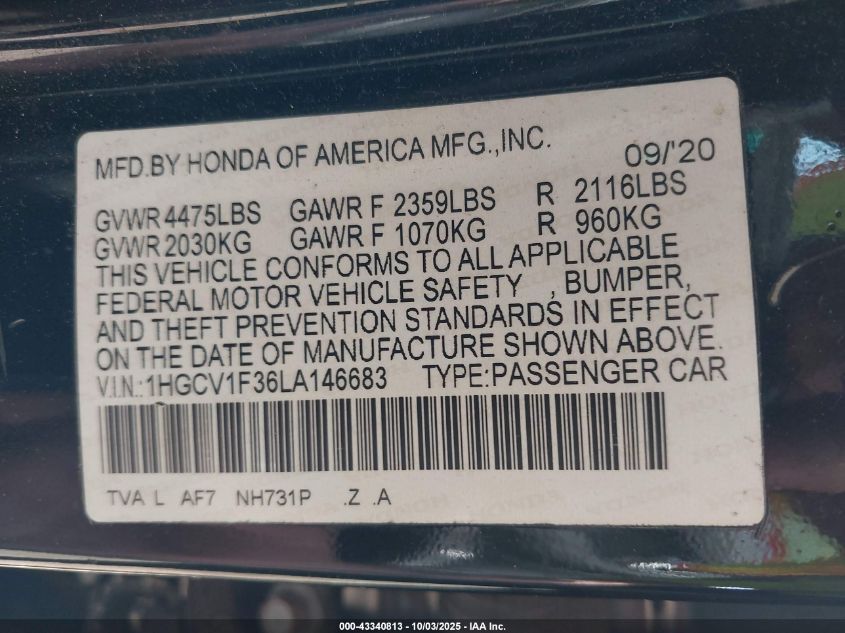 MFD.BY HONDA OF AMERICA MFG.,INC. 09/'20
GVWR 4475LBS GAWR F 2359LBS R 2116LBS
GVWR 2030KG GAWR F 1070KG R 960KG
THIS VEHICLE CONFORMS TO ALL APPLICABLE
FEDERAL MOTOR VEHICLE SAFETY , BUMPER,
AND THEFT PREVENTION STANDARDS IN EFFECT
ON THE DATE OF MANUFACTURE SHOWN ABOVE.
V.I.N.:1HGCV1F36LA146683 TYPE:PASSENGER CAR
TVA L AF7 NH731P .Z .A
000-43340813 - 10/03/2025 - IAA Inc.